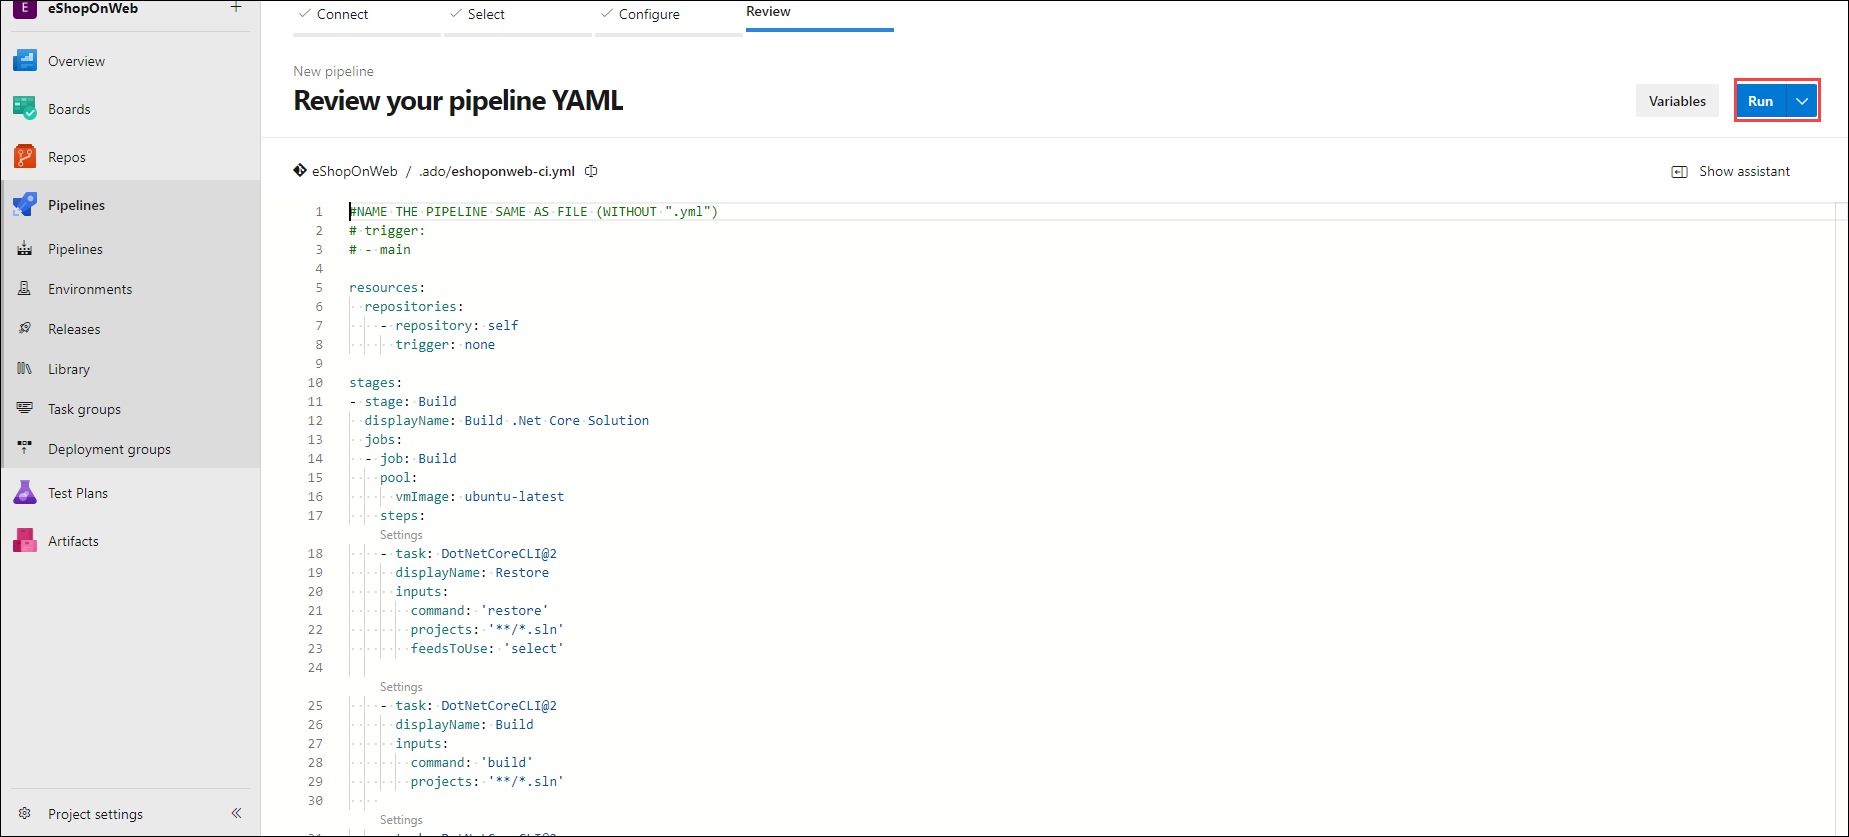 E eShopOnWeb +
Overview
Boards
Repos
Pipelines
Pipelines
Environments
Releases
Library
Task groups
Deployment groups
Test Plans
Artifacts
Project settings
Connect
Select
Configure
Review
New pipeline
Review your pipeline YAML
Variables
Run
eShopOnWeb / .ado/eshoponweb-ci.yml
Show assistant
1 #NAME THE PIPELINE SAME AS FILE (WITHOUT ".yml")
2 # trigger:
3 # - main
4
5 resources:
6   repositories:
7     - repository: self
8       trigger: none
9
10 stages:
11 - stage: Build
12   displayName: Build .Net Core Solution
13   jobs:
14   - job: Build
15     pool:
16       vmImage: ubuntu-latest
17     steps:
Settings
18     - task: DotNetCoreCLI@2
19       displayName: Restore
20       inputs:
21         command: 'restore'
22         projects: '**/*.sln'
23         feedsToUse: 'select'
24
Settings
25     - task: DotNetCoreCLI@2
26       displayName: Build
27       inputs:
28         command: 'build'
29         projects: '**/*.sln'
30
Settings